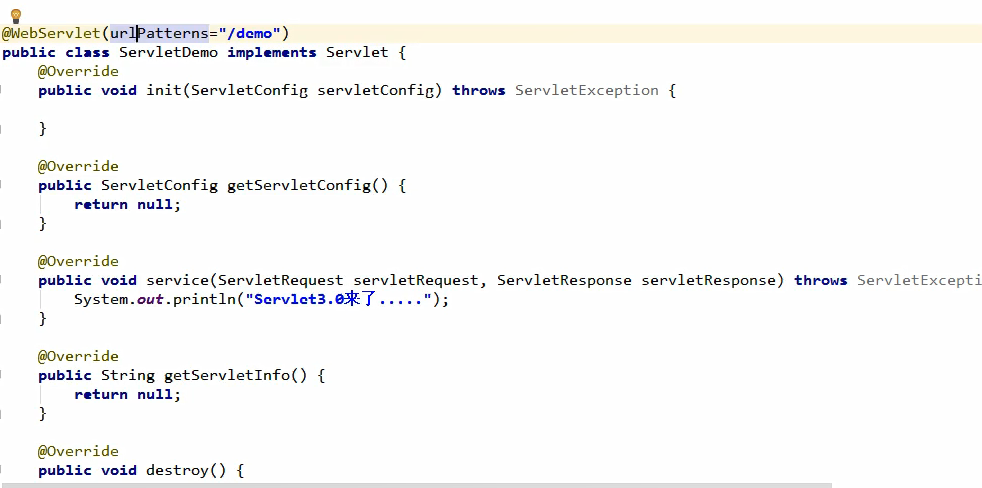 @WebServlet(urlPatterns="/demo")
public class ServletDemo implements Servlet {
@Override
public void init(ServletConfig servletConfig) throws ServletException {
}
@Override
public ServletConfig getServletConfig() {
return null;
}
@Override
public void service(ServletRequest servletRequest, ServletResponse servletResponse) throws ServletExcepti
System.out.println("Servlet3.0来了.....");
}
@Override
public String getServletInfo() {
return null;
}
@Override
public void destroy() {